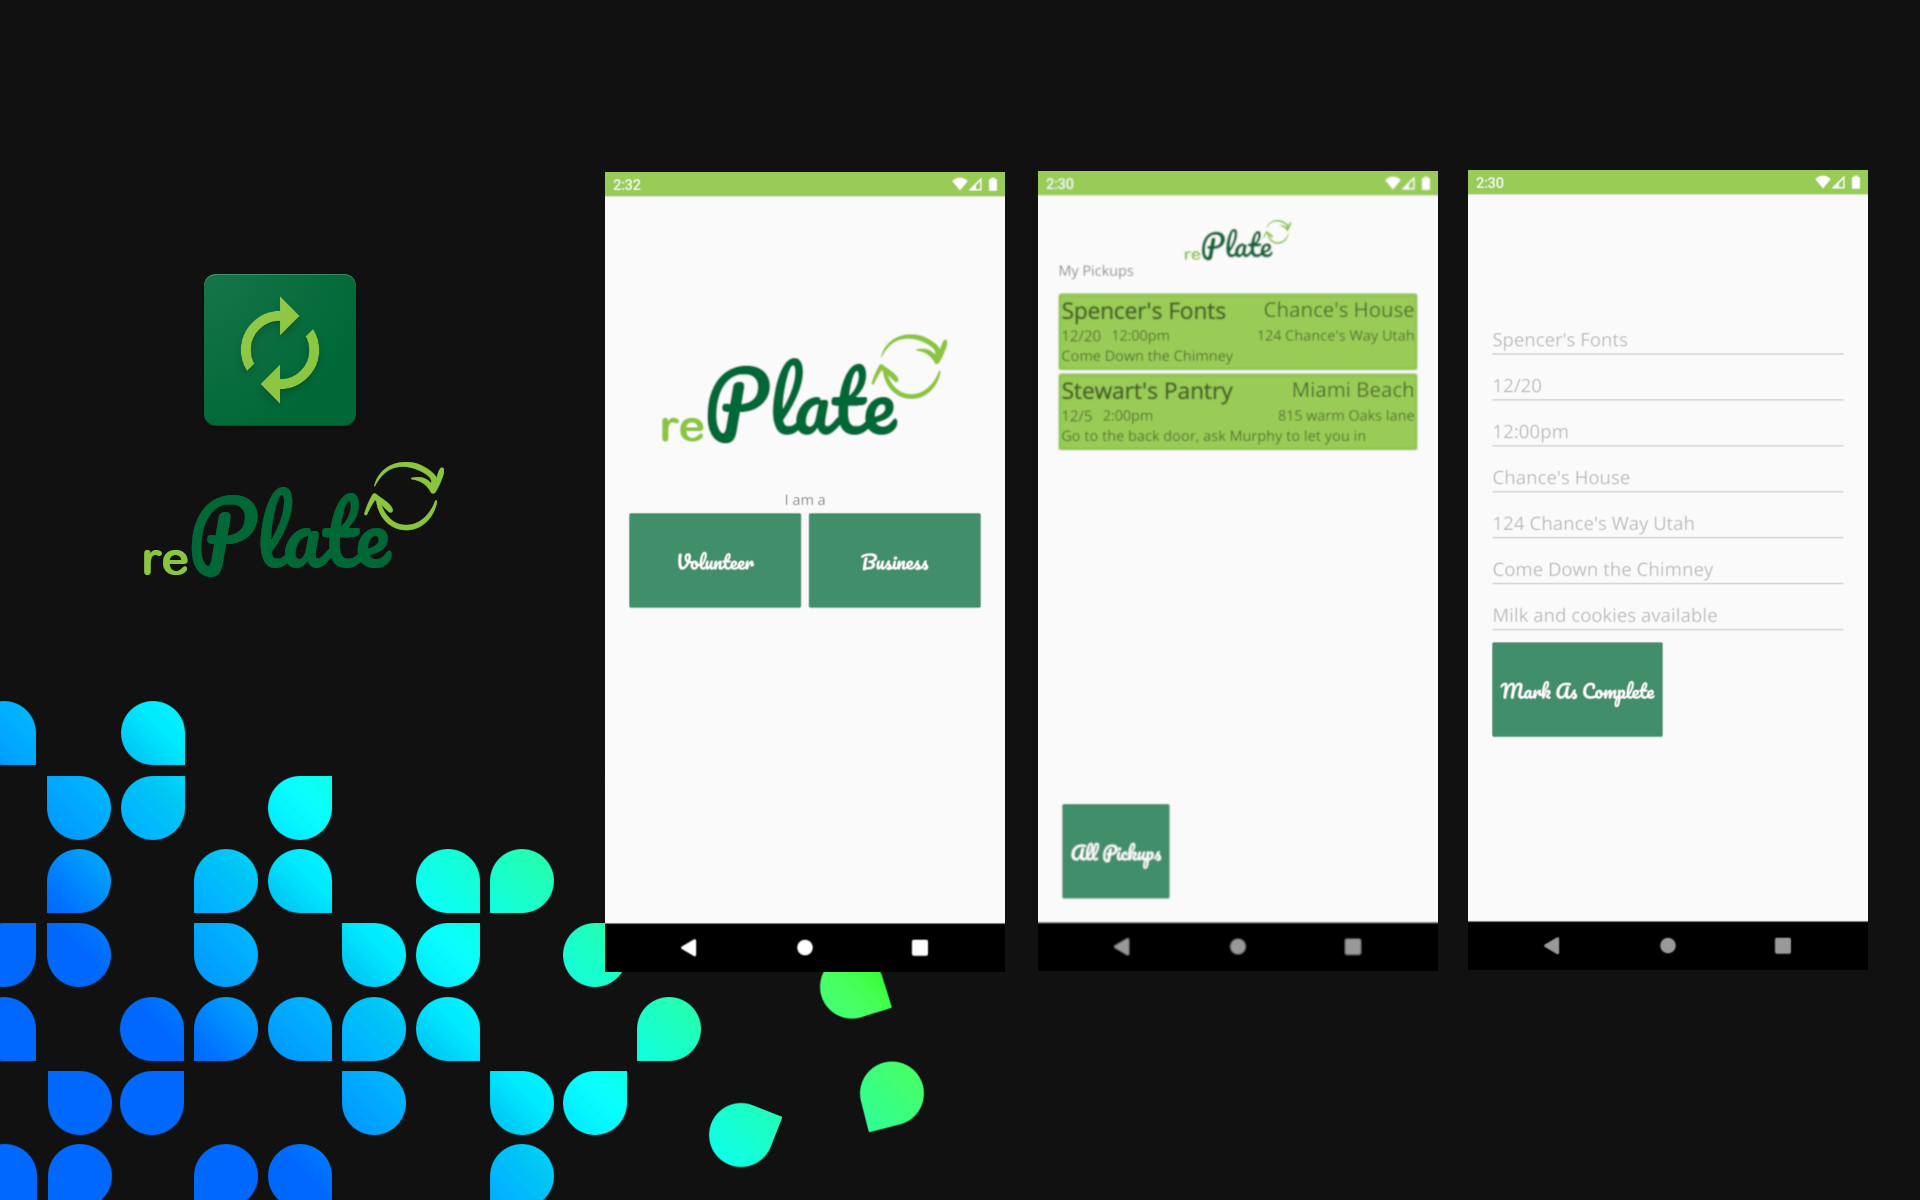 rePlate
2:32
rePlate
I am a
Volunteer
Business
2:30
rePlate
My Pickups
Spencer's Fonts Chance's House
12/20 12:00pm 124 Chance's Way Utah
Come Down the Chimney
Stewart's Pantry Miami Beach
12/5 2:00pm 815 warm Oaks lane
Go to the back door, ask Murphy to let you in
All Pickups
2:30
Spencer's Fonts
12/20
12:00pm
Chance's House
124 Chance's Way Utah
Come Down the Chimney
Milk and cookies available
Mark As Complete